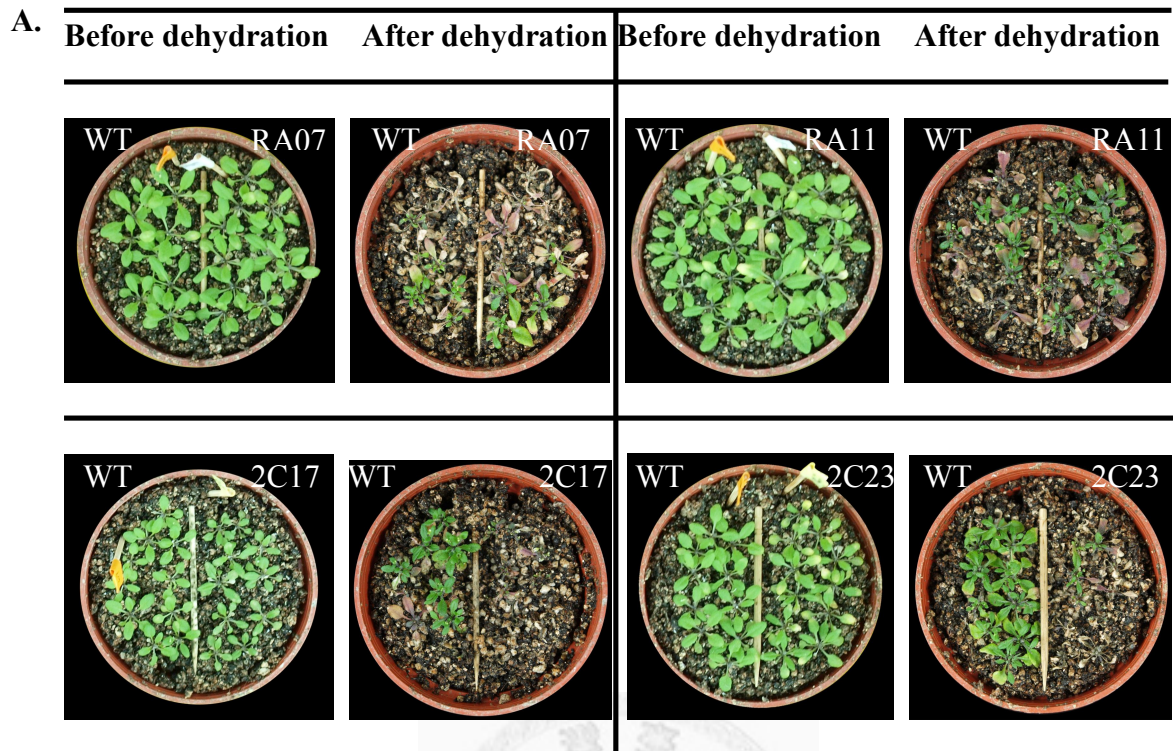 A.
Before dehydration After dehydration Before dehydration After dehydration
WT RA07 WT RA07 WT RA11 WT RA11
WT 2C17 WT 2C17 WT 2C23 WT 2C23